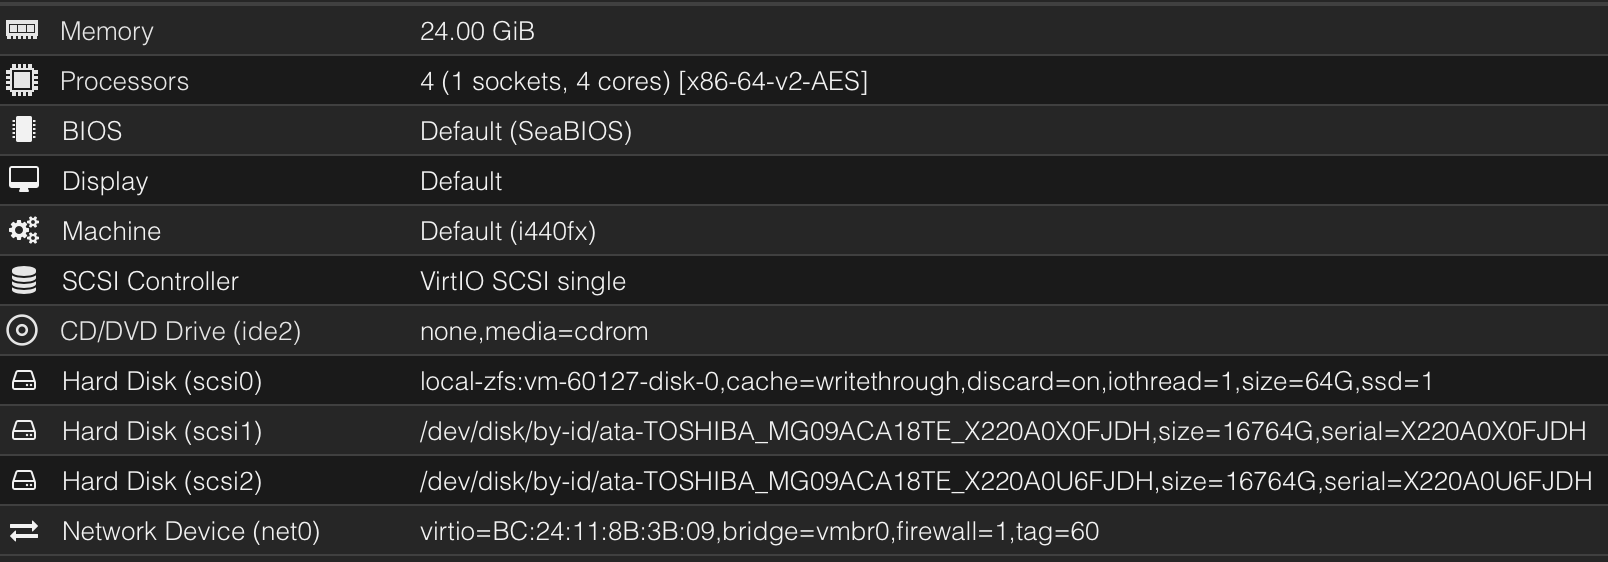 Memory 24.00 GiB
Processors 4 (1 sockets, 4 cores) [x86-64-v2-AES]
BIOS Default (SeaBIOS)
Display Default
Machine Default (i440fx)
SCSI Controller VirtIO SCSI single
CD/DVD Drive (ide2) none,media=cdrom
Hard Disk (scsi0) local-zfs:vm-60127-disk-0,cache=writethrough,discard=on,iothread=1,size=64G,ssd=1
Hard Disk (scsi1) /dev/disk/by-id/ata-TOSHIBA_MG09ACA18TE_X220A0X0FJDH,size=16764G,serial=X220A0X0FJDH
Hard Disk (scsi2) /dev/disk/by-id/ata-TOSHIBA_MG09ACA18TE_X220A0U6FJDH,size=16764G,serial=X220A0U6FJDH
Network Device (net0) virtio=BC:24:11:8B:3B:09,bridge=vmbr0,firewall=1,tag=60